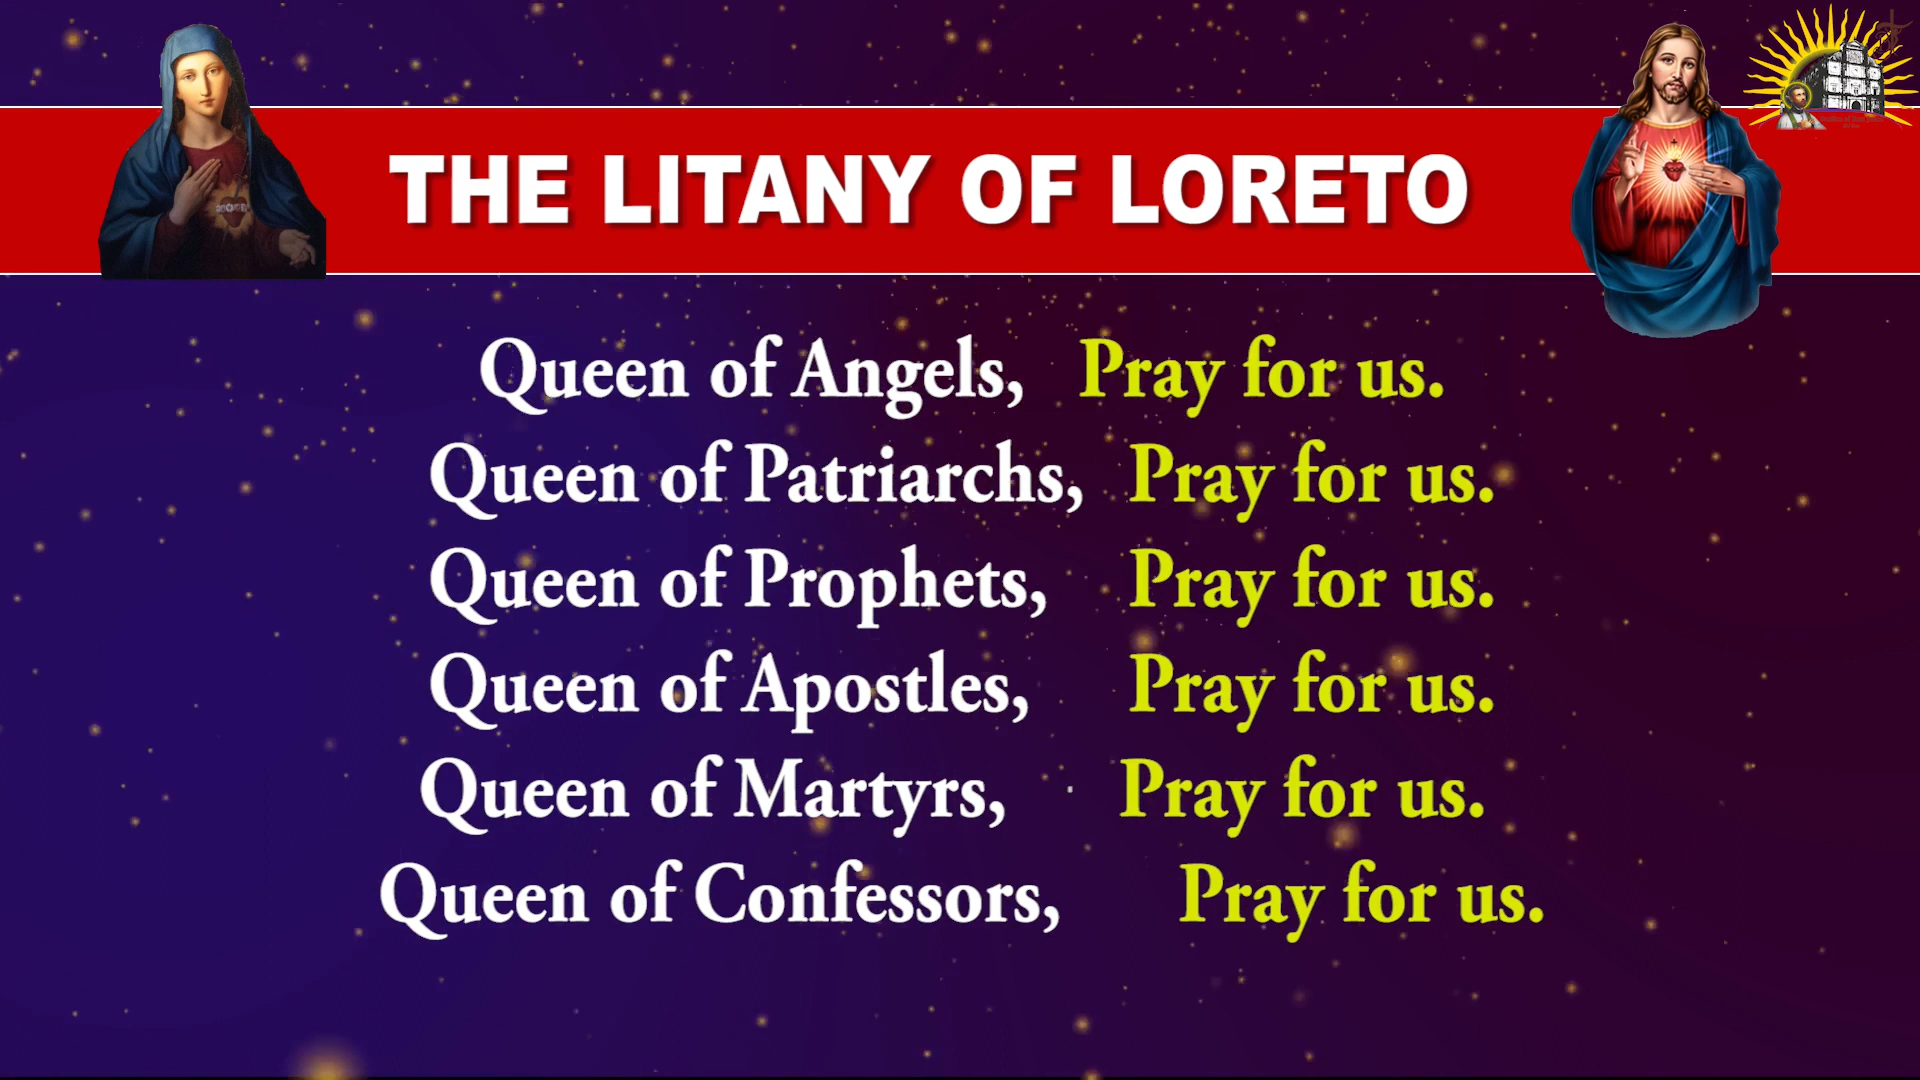 THE LITANY OF LORETO
Queen of Angels, Pray for us.
Queen of Patriarchs, Pray for us.
Queen of Prophets, Pray for us.
Queen of Apostles, Pray for us.
Queen of Martyrs, Pray for us.
Queen of Confessors, Pray for us.